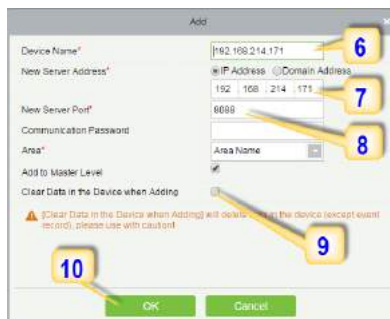 Add
Device Name* 192.168.214.171 6
New Server Address* IP Address Domain Address
192 . 168 . 214 . 171 7
New Server Port* 8088
8
Communication Password
Area* Area Name
Add to Master Level
Clear Data in the Device when Adding
[Clear Data in the Device when Adding] will delete data in the device (except event
record), please use with caution!
9
10
OK Cancel